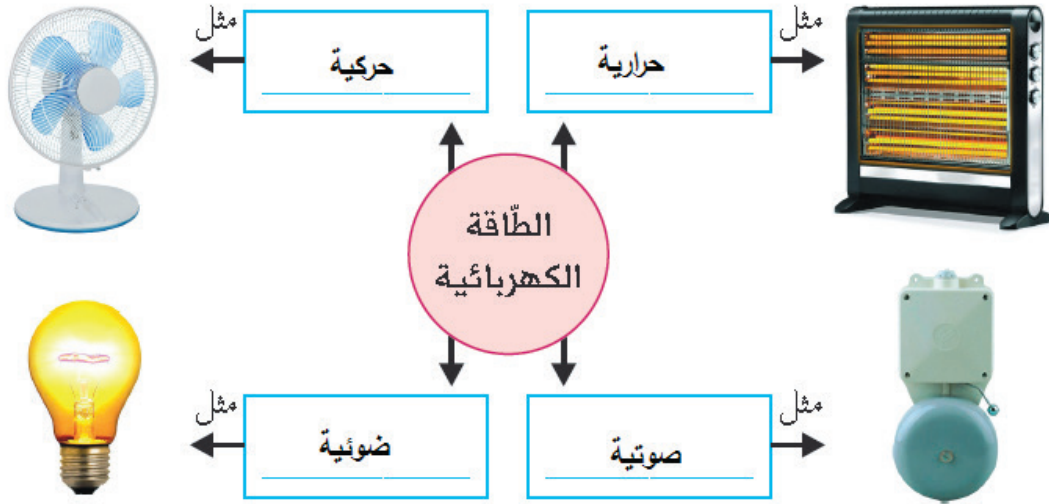 مثل
حرارية
حركية
مثل
الطّاقة
الكهربائية
مثل
صوتية
ضوئية
مثل